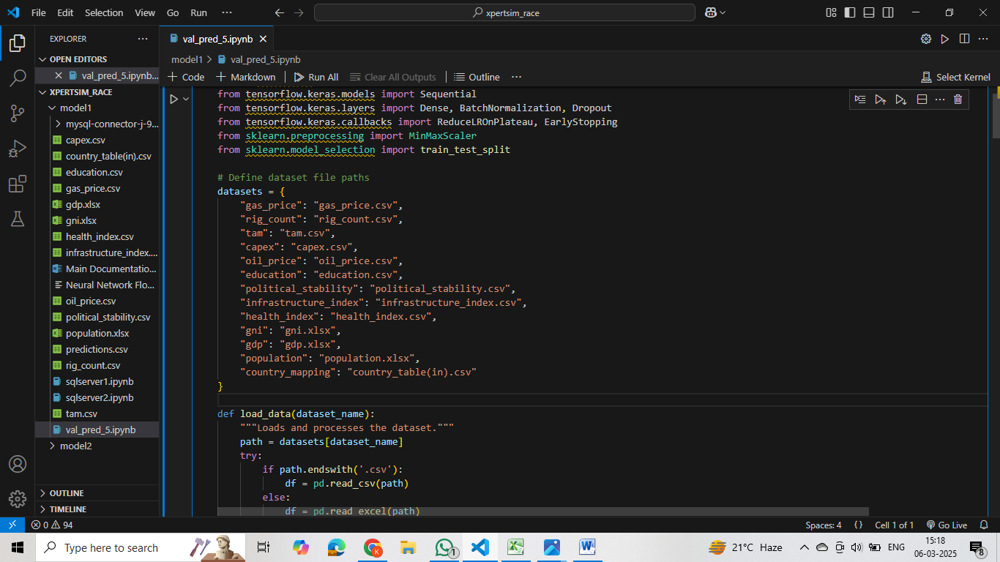 File Edit Selection View Go Run ···
xpertsim_race
EXPLORER ···
OPEN EDITORS
val_pred_5.ipynb...
XPERTSIM_RACE
model1
mysql-connector-j-9...
capex.csv
country_table(in).csv
education.csv
gas_price.csv
gdp.xlsx
gni.xlsx
health_index.csv
infrastructure_index....
Main Documentatio...
Neural Network Flo...
oil_price.csv
political_stability.csv
population.xlsx
predictions.csv
rig_count.csv
sqlserver1.ipynb
sqlserver2.ipynb
tam.csv
val_pred_5.ipynb
model2
OUTLINE
TIMELINE
val_pred_5.ipynb
model1 > val_pred_5.ipynb
+ Code + Markdown | Run All Clear All Outputs | Outline ···
Select Kernel
from tensorflow.keras.models import Sequential
from tensorflow.keras.layers import Dense, BatchNormalization, Dropout
from tensorflow.keras.callbacks import ReduceLROnPlateau, EarlyStopping
from sklearn.preprocessing import MinMaxScaler
from sklearn.model_selection import train_test_split
# Define dataset file paths
datasets = {
"gas_price": "gas_price.csv",
"rig_count": "rig_count.csv",
"tam": "tam.csv",
"capex": "capex.csv",
"oil_price": "oil_price.csv",
"education": "education.csv",
"political_stability": "political_stability.csv",
"infrastructure_index": "infrastructure_index.csv",
"health_index": "health_index.csv",
"gni": "gni.xlsx",
"gdp": "gdp.xlsx",
"population": "population.xlsx",
"country_mapping": "country_table(in).csv"
}
def load_data(dataset_name):
"""Loads and processes the dataset."""
path = datasets[dataset_name]
try:
if path.endswith('.csv'):
df = pd.read_csv(path)
else:
df = pd.read_excel(path)
0 94
Spaces: 4 {} Cell 1 of 1 Go Live
Type here to search
1
K
21°C Haze
ENG
15:18
06-03-2025
8